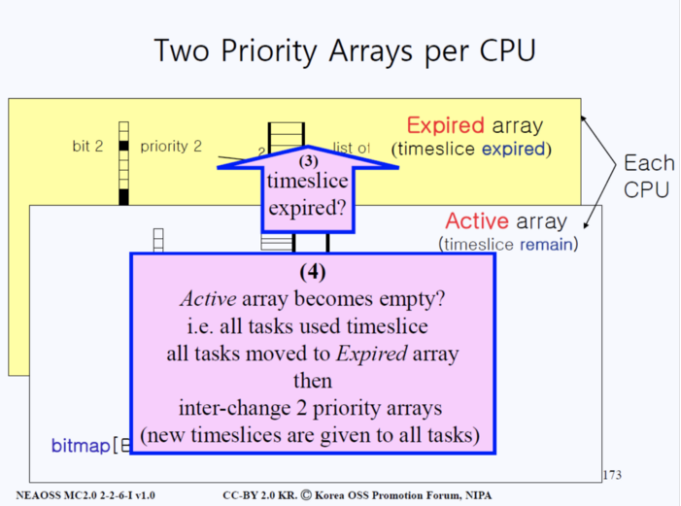 Two Priority Arrays per CPU
Expired array
(timeslice expired)
bit 2
priority 2
2
list of
Each
CPU
(3)
timeslice
expired?
Active array
(timeslice remain)
(4)
Active array becomes empty?
i.e. all tasks used timeslice
all tasks moved to Expired array
then
inter-change 2 priority arrays
(new timeslices are given to all tasks)
bitmap[B
173
NEAOSS MC2.0 2-2-6-I v1.0
CC-BY 2.0 KR. Ⓒ Korea OSS Promotion Forum, NIPA